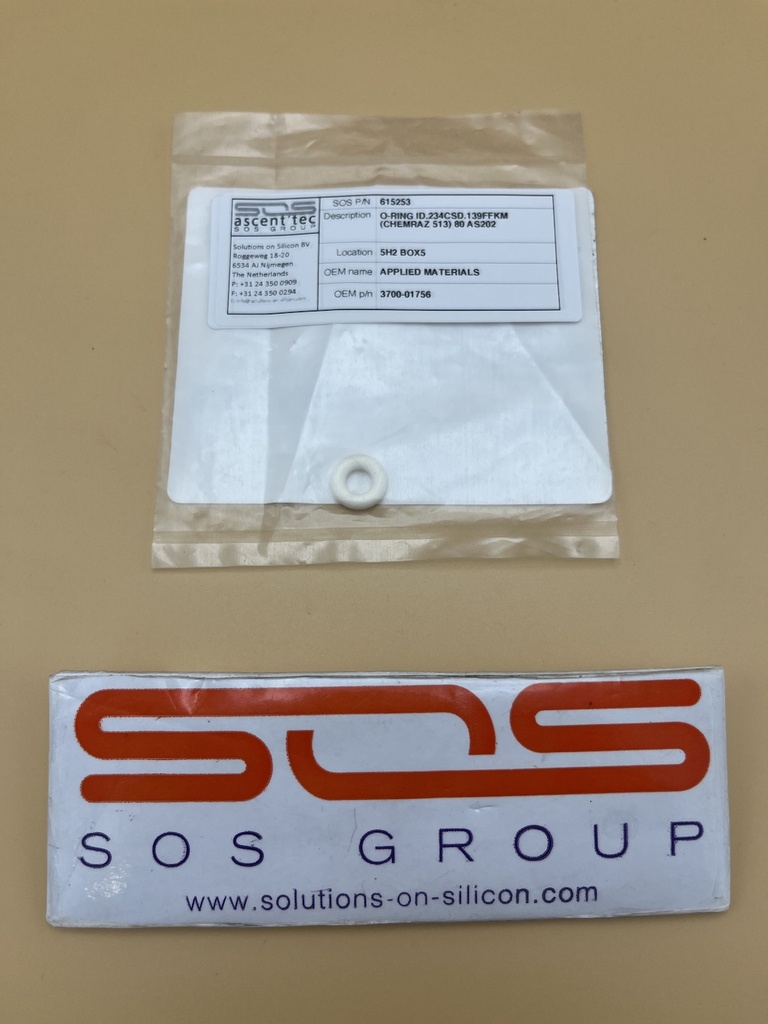 SOS
ascent'tec
SOS GROUP
Solutions on Silicon BV
Roggeweg 18-20
6534 AJ Nijmegen
The Netherlands
P: +31 24 350 0909
F: +31 24 350 0294
SOS P/N 615253
Description O-RING ID.234CSD.139FFKM
(CHEMRAZ 513) 80 AS202
Location 5H2 BOX5
OEM name APPLIED MATERIALS
OEM p/n 3700-01756
SOS
SOS GROUP
www.solutions-on-silicon.com